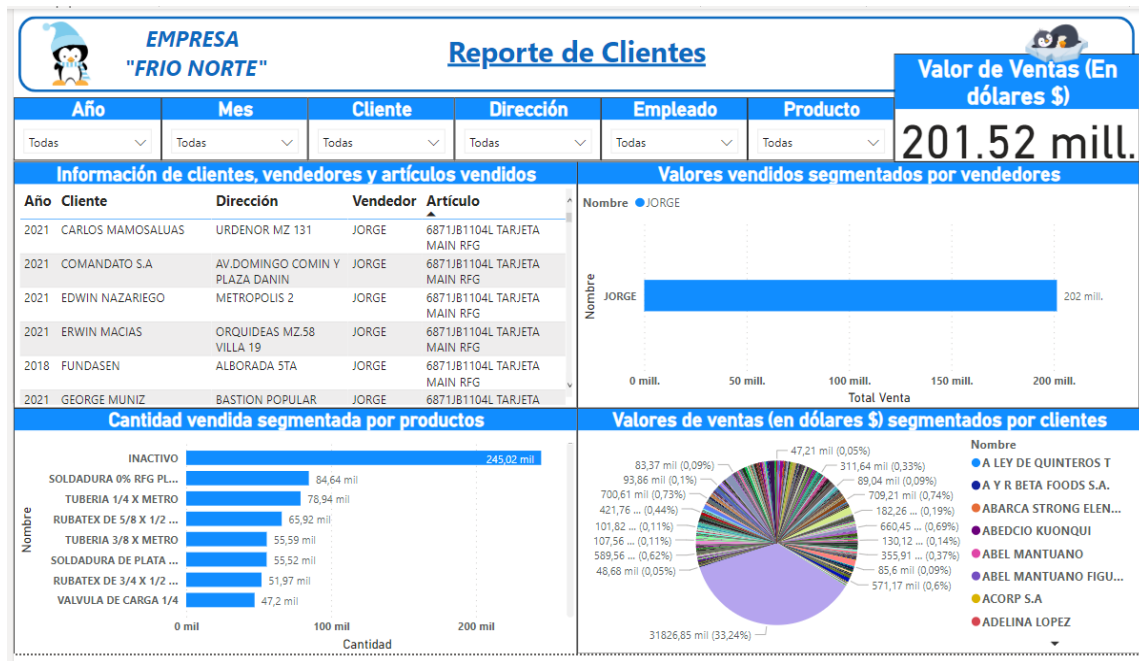 EMPRESA
"FRIO NORTE"
Reporte de Clientes
Valor de Ventas (En
dólares $)
201.52 mill.
Año Mes Cliente Dirección Empleado Producto
Todas Todas Todas Todas Todas Todas
Información de clientes, vendedores y artículos vendidos
Año Cliente Dirección Vendedor Artículo
2021 CARLOS MAMOSALUAS URDENOR MZ 131 JORGE 6871JB1104L TARJETA
MAIN RFG
2021 COMANDATO S.A AV.DOMINGO COMIN Y JORGE 6871JB1104L TARJETA
PLAZA DANIN MAIN RFG
2021 EDWIN NAZARIEGO METROPOLIS 2 JORGE 6871JB1104L TARJETA
MAIN RFG
2021 ERWIN MACIAS ORQUIDEAS MZ.58 JORGE 6871JB1104L TARJETA
VILLA 19 MAIN RFG
2018 FUNDASEN ALBORADA 5TA JORGE 6871JB1104L TARJETA
MAIN RFG
2021 GEORGE MUNIZ BASTION POPULAR JORGE 6871JB1104L TARJETA
Valores vendidos segmentados por vendedores
Nombre JORGE
Nombre
JORGE
202 mill.
0 mill. 50 mill. 100 mill. 150 mill. 200 mill.
Total Venta
Cantidad vendida segmentada por productos
Nombre
INACTIVO 245,02 mil
SOLDADURA 0% RFG PL... 84,64 mil
TUBERIA 1/4 X METRO 78,94 mil
RUBATEX DE 5/8 X 1/2 ... 65,92 mil
TUBERIA 3/8 X METRO 55,59 mil
SOLDADURA DE PLATA ... 55,52 mil
RUBATEX DE 3/4 X 1/2 ... 51,97 mil
VALVULA DE CARGA 1/4 47,2 mil
0 mil 100 mil 200 mil
Cantidad
Valores de ventas (en dólares $) segmentados por clientes
47,21 mil (0,05%)
83,37 mil (0,09%)
93,86 mil (0,1%)
700,61 mil (0,73%)
421,76 ... (0,44%)
101,82 ... (0,11%)
107,56 ... (0,11%)
589,56 ... (0,62%)
48,68 mil (0,05%)
311,64 mil (0,33%)
89,04 mil (0,09%)
709,21 mil (0,74%)
182,26 ... (0,19%)
660,45 ... (0,69%)
130,12 ... (0,14%)
355,91 ... (0,37%)
85,6 mil (0,09%)
571,17 mil (0,6%)
31826,85 mil (33,24%)
Nombre
A LEY DE QUINTEROS T
A Y R BETA FOODS S.A.
ABARCA STRONG ELEN...
ABEDCIO KUONQUI
ABEL MANTUANO
ABEL MANTUANO FIGU...
ACORP S.A
ADELINA LOPEZ